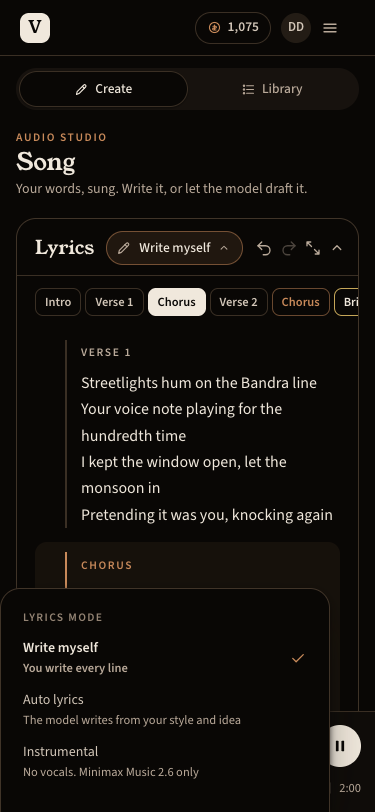 V
1,075
DD
Create
Library
AUDIO STUDIO
Song
Your words, sung. Write it, or let the model draft it.
Lyrics
Write myself
Intro
Verse 1
Chorus
Verse 2
Chorus
Bri
VERSE 1
Streetlights hum on the Bandra line
Your voice note playing for the
hundredth time
I kept the window open, let the
monsoon in
Pretending it was you, knocking again
CHORUS
LYRICS MODE
Write myself
You write every line
Auto lyrics
The model writes from your style and idea
Instrumental
No vocals. Minimax Music 2.6 only
2:00